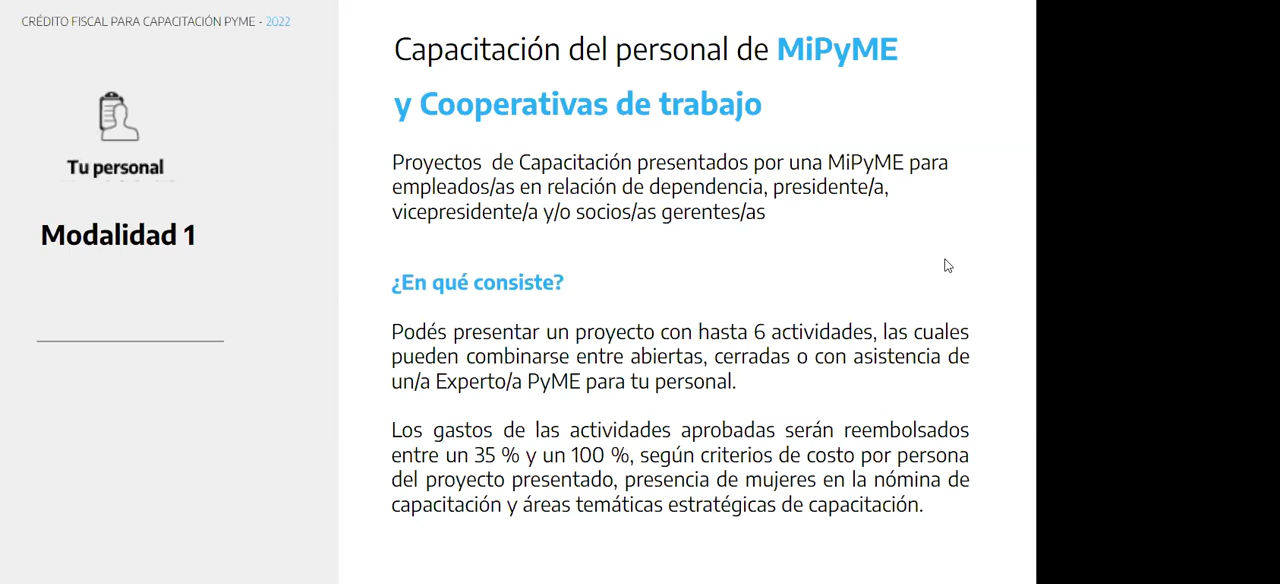 CRÉDITO FISCAL PARA CAPACITACIÓN PYME - 2022
Tu personal
Modalidad 1
Capacitación del personal de MiPyME
y Cooperativas de trabajo
Proyectos de Capacitación presentados por una MiPyME para
empleados/as en relación de dependencia, presidente/a,
vicepresidente/a y/o socios/as gerentes/as
¿En qué consiste?
Podés presentar un proyecto con hasta 6 actividades, las cuales
pueden combinarse entre abiertas, cerradas o con asistencia de
un/a Experto/a PyME para tu personal.
Los gastos de las actividades aprobadas serán reembolsados
entre un 35 % y un 100 %, según criterios de costo por persona
del proyecto presentado, presencia de mujeres en la nómina de
capacitación y áreas temáticas estratégicas de capacitación.